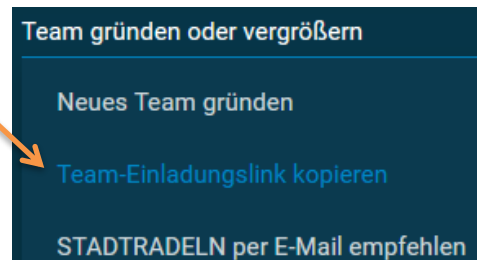 Team gründen oder vergrößern
Neues Team gründen
Team-Einladungslink kopieren
STADTRADELN per E-Mail empfehlen